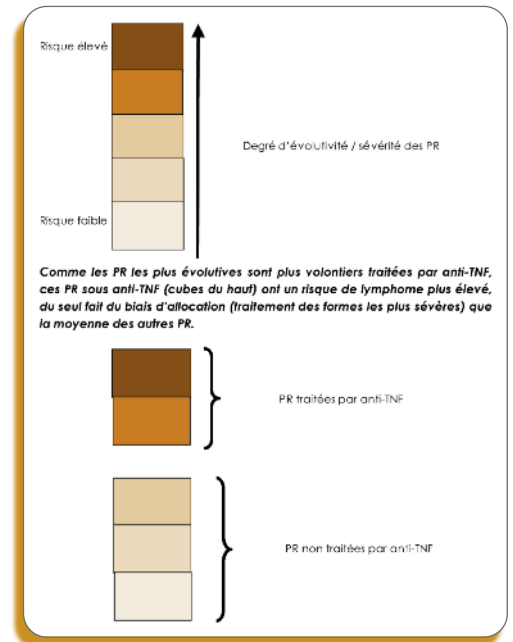 Risque élevé
Degré d'évolutivité / sévérité des PR
Risque faible
Comme les PR les plus évolutives sont plus volontiers traitées par anti-TNF,
ces PR sous anti-TNF (cubes du haut) ont un risque de lymphome plus élevé,
du seul fait du biais d'allocation (traitement des formes les plus sévères) que
la moyenne des autres PR.
PR traitées par anti-TNF
PR non traitées par anti-TNF